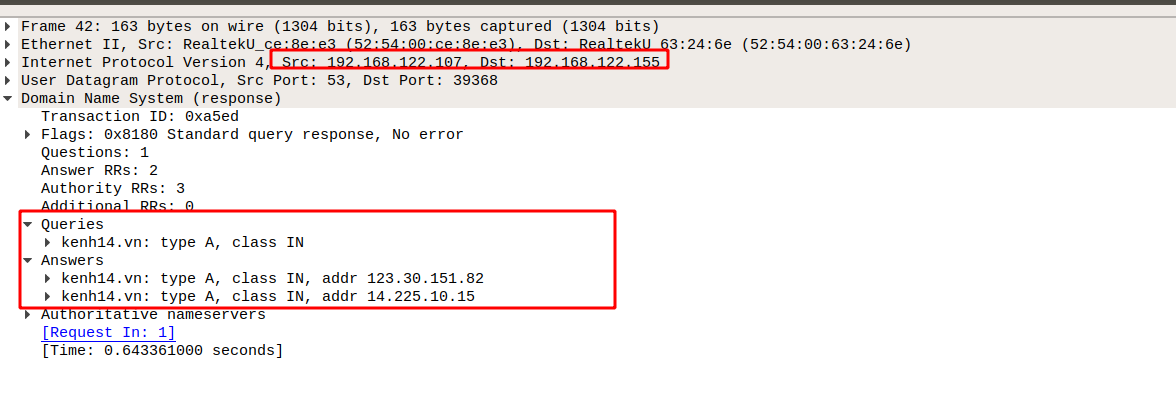 Frame 42: 163 bytes on wire (1304 bits), 163 bytes captured (1304 bits)
Ethernet II, Src: RealtekU_ce:8e:e3 (52:54:00:ce:8e:e3), Dst: RealtekU_63:24:6e (52:54:00:63:24:6e)
Internet Protocol Version 4, Src: 192.168.122.107, Dst: 192.168.122.155
User Datagram Protocol, Src Port: 53, Dst Port: 39368
Domain Name System (response)
Transaction ID: 0xa5ed
Flags: 0x8180 Standard query response, No error
Questions: 1
Answer RRs: 2
Authority RRs: 3
Additional RRs: 0
Queries
kenh14.vn: type A, class IN
Answers
kenh14.vn: type A, class IN, addr 123.30.151.82
kenh14.vn: type A, class IN, addr 14.225.10.15
Authoritative nameservers
[Request In: 1]
[Time: 0.643361000 seconds]